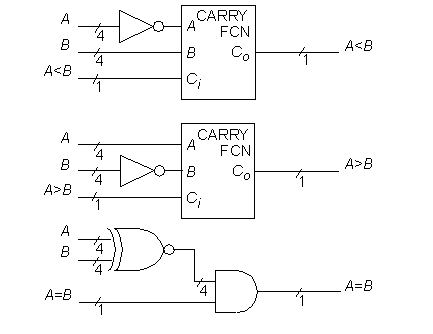 A 4 A CARRY
FCN
B 4 B Co 1 A<B
A<B 1 Ci
A 4 A CARRY
FCN
B 4 B Co 1 A>B
A>B 1 Ci
A 4
B 4
4
A=B 1 1 A=B